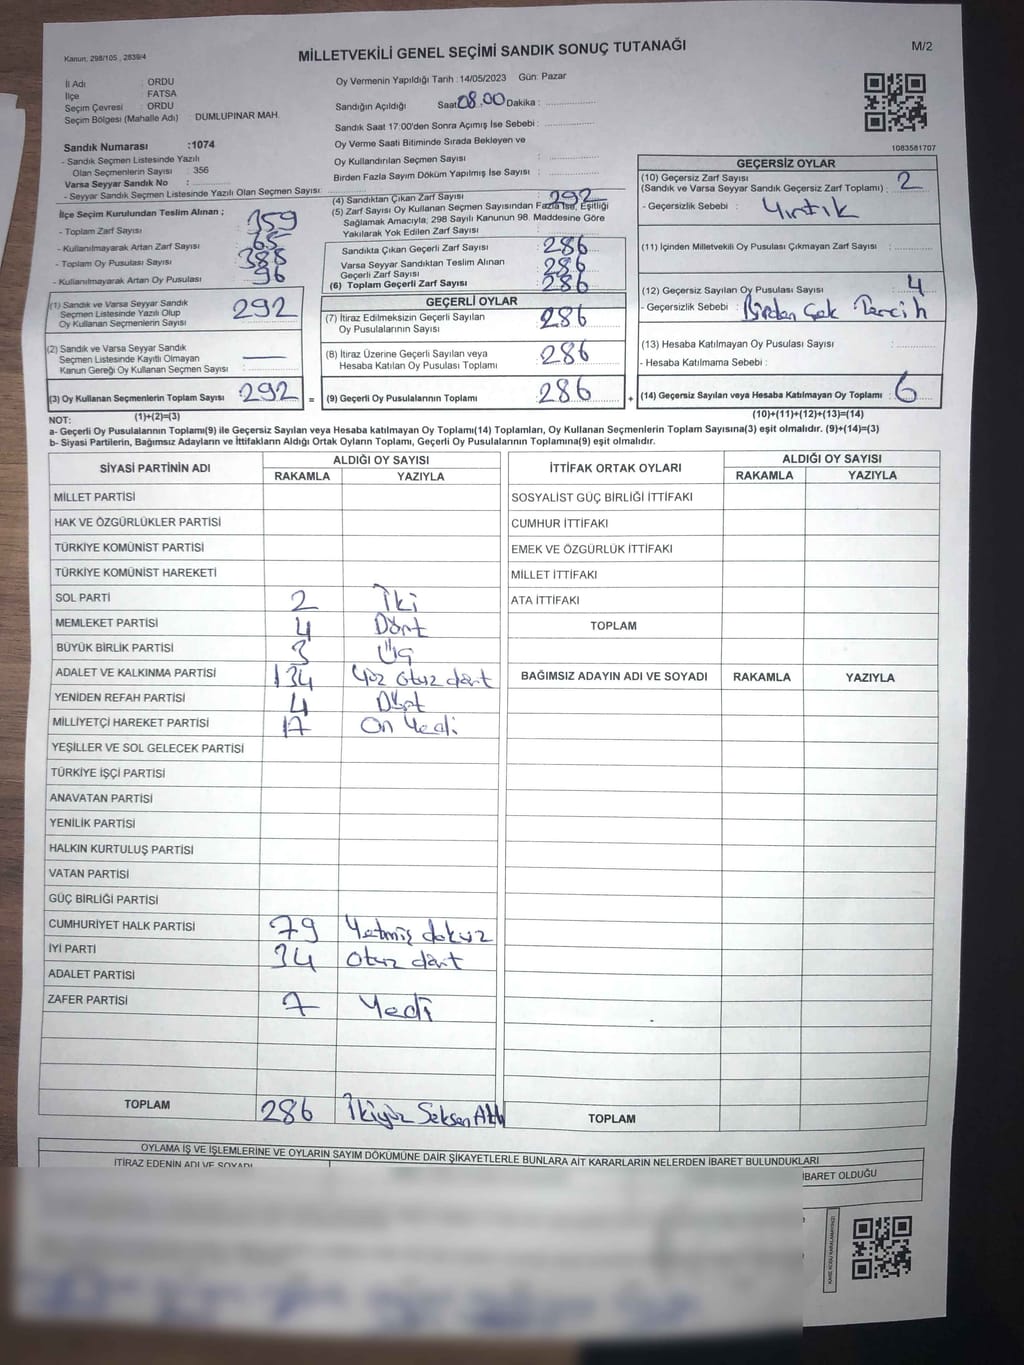 Kanun, 298/105 , 2839/4
MİLLETVEKİLİ GENEL SEÇİMİ SANDIK SONUÇ TUTANAĞI
M/2
İl Adı : ORDU
İlçe : FATSA
Seçim Çevresi : ORDU
Seçim Bölgesi (Mahalle Adı) DUMLUPINAR MAH.
Oy Vermenin Yapıldığı Tarih : 14/05/2023 Gün: Pazar
Sandığın Açıldığı Saat 08.00 Dakika :
Sandık Saat 17:00'den Sonra Açımış İse Sebebi :
Oy Verme Saati Bitiminde Sırada Bekleyen ve
Oy Kullandırılan Seçmen Sayısı :
Birden Fazla Sayım Döküm Yapılmış İse Sayısı :
1083581707
Sandık Numarası :1074
- Sandık Seçmen Listesinde Yazılı
Olan Seçmenlerin Sayısı : 356
Varsa Seyyar Sandık No :
- Seyyar Sandık Seçmen Listesinde Yazılı Olan Seçmen Sayısı:
İlçe Seçim Kurulundan Teslim Alınan ;
- Toplam Zarf Sayısı : 359
- Kullanılmayarak Artan Zarf Sayısı : 65
- Toplam Oy Pusulası Sayısı : 388
- Kullanılmayarak Artan Oy Pusulası : 96
(1) Sandık ve Varsa Seyyar Sandık
Seçmen Listesinde Yazılı Olup
Oy Kullanan Seçmenlerin Sayısı : 292
(2) Sandık ve Varsa Seyyar Sandık
Seçmen Listesinde Kayıtlı Olmayan
Kanun Gereği Oy Kullanan Seçmen Sayısı :
(3) Oy Kullanan Seçmenlerin Toplam Sayısı : 292 =
(1)+(2)=(3)
(4) Sandıktan Çıkan Zarf Sayısı : 292
(5) Zarf Sayısı Oy Kullanan Seçmen Sayısından Fazla İse, Eşitliği
Sağlamak Amacıyla, 298 Sayılı Kanunun 98. Maddesine Göre
Yakılarak Yok Edilen Zarf Sayısı :
Sandıkta Çıkan Geçerli Zarf Sayısı : 286
Varsa Seyyar Sandıktan Teslim Alınan
Geçerli Zarf Sayısı : 286
(6) Toplam Geçerli Zarf Sayısı : 286
GEÇERLİ OYLAR
(7) İtiraz Edilmeksizin Geçerli Sayılan
Oy Pusulalarının Sayısı : 286
(8) İtiraz Üzerine Geçerli Sayılan veya
Hesaba Katılan Oy Pusulası Toplamı : 286
(9) Geçerli Oy Pusulalarının Toplamı : 286 +
GEÇERSİZ OYLAR
(10) Geçersiz Zarf Sayısı
(Sandık ve Varsa Seyyar Sandık Geçersiz Zarf Toplamı) : 2
- Geçersizlik Sebebi : Yırtık
(11) İçinden Milletvekili Oy Pusulası Çıkmayan Zarf Sayısı :
(12) Geçersiz Sayılan Oy Pusulası Sayısı : 4
- Geçersizlik Sebebi : Birden Çok Tercih
(13) Hesaba Katılmayan Oy Pusulası Sayısı :
- Hesaba Katılmama Sebebi :
(14) Geçersiz Sayılan veya Hesaba Katılmayan Oy Toplamı : 6
(10)+(11)+(12)+(13)=(14)
NOT:
a- Geçerli Oy Pusulalarının Toplamı(9) ile Geçersiz Sayılan veya Hesaba katılmayan Oy Toplamı(14) Toplamları, Oy Kullanan Seçmenlerin Toplam Sayısına(3) eşit olmalıdır. (9)+(14)=(3)
b- Siyasi Partilerin, Bağımsız Adayların ve İttifakların Aldığı Ortak Oyların Toplamı, Geçerli Oy Pusulalarının Toplamına(9) eşit olmalıdır.
SİYASİ PARTİNİN ADI ALDIĞI OY SAYISI
RAKAMLA YAZIYLA
MİLLET PARTİSİ
HAK VE ÖZGÜRLÜKLER PARTİSİ
TÜRKİYE KOMÜNİST PARTİSİ
TÜRKİYE KOMÜNİST HAREKETİ
SOL PARTİ 2 İki
MEMLEKET PARTİSİ 4 Dört
BÜYÜK BİRLİK PARTİSİ 3 Üç
ADALET VE KALKINMA PARTİSİ 134 Yüz otuz dört
YENİDEN REFAH PARTİSİ 4 Dört
MİLLİYETÇİ HAREKET PARTİSİ 17 On Yedi
YEŞİLLER VE SOL GELECEK PARTİSİ
TÜRKİYE İŞÇİ PARTİSİ
ANAVATAN PARTİSİ
YENİLİK PARTİSİ
HALKIN KURTULUŞ PARTİSİ
VATAN PARTİSİ
GÜÇ BİRLİĞİ PARTİSİ
CUMHURİYET HALK PARTİSİ 79 Yetmiş dokuz
İYİ PARTİ 34 Otuz dört
ADALET PARTİSİ
ZAFER PARTİSİ 7 Yedi
TOPLAM 286 İkiyüz Seksen Altı
İTTİFAK ORTAK OYLARI ALDIĞI OY SAYISI
RAKAMLA YAZIYLA
SOSYALİST GÜÇ BİRLİĞİ İTTİFAKI
CUMHUR İTTİFAKI
EMEK VE ÖZGÜRLÜK İTTİFAKI
MİLLET İTTİFAKI
ATA İTTİFAKI
TOPLAM
BAĞIMSIZ ADAYIN ADI VE SOYADI RAKAMLA YAZIYLA
TOPLAM
OYLAMA İŞ VE İŞLEMLERİNE VE OYLARIN SAYIM DÖKÜMÜNE DAİR ŞİKAYETLERLE BUNLARA AİT KARARLARIN NELERDEN İBARET BULUNDUKLARI
İTİRAZ EDENİN ADI VE SOYADI
İBARET OLDUĞU